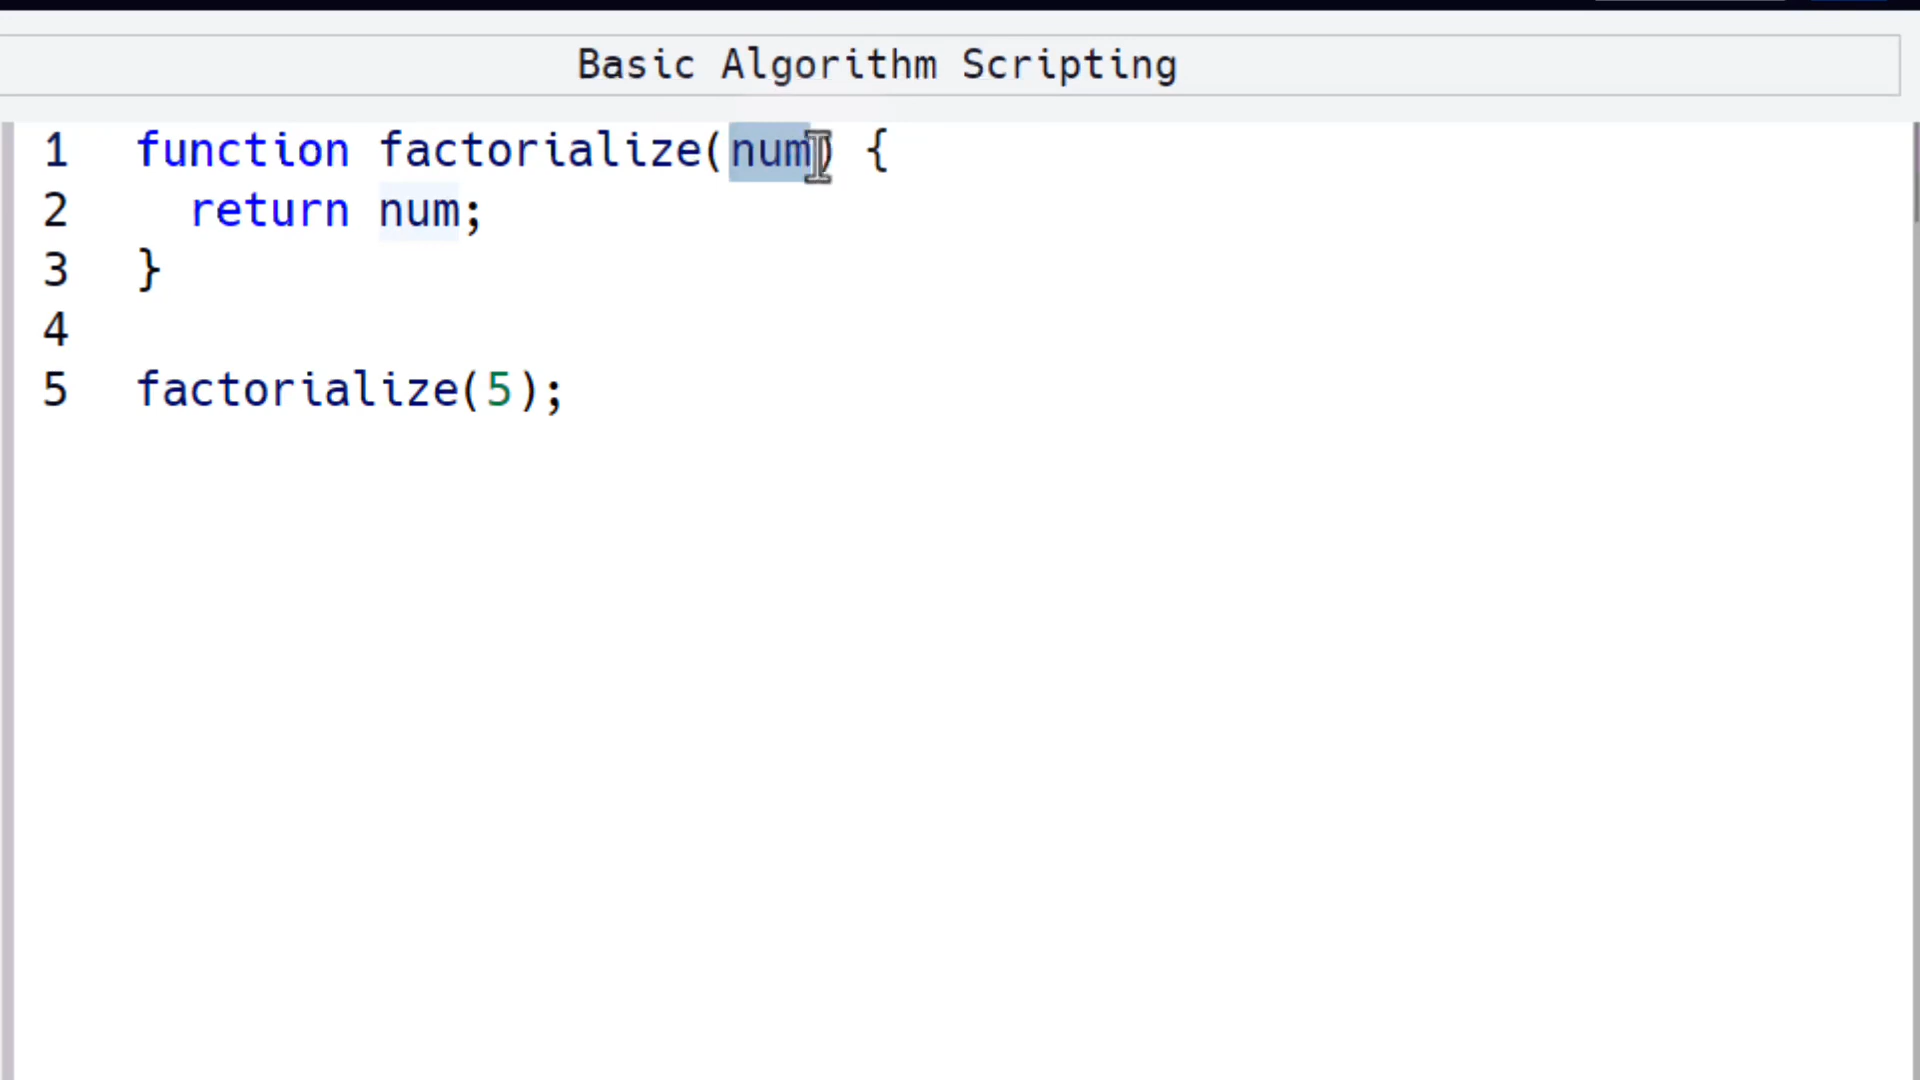 Basic Algorithm Scripting
1 function factorialize(num) {
2   return num;
3 }
4
5 factorialize(5);